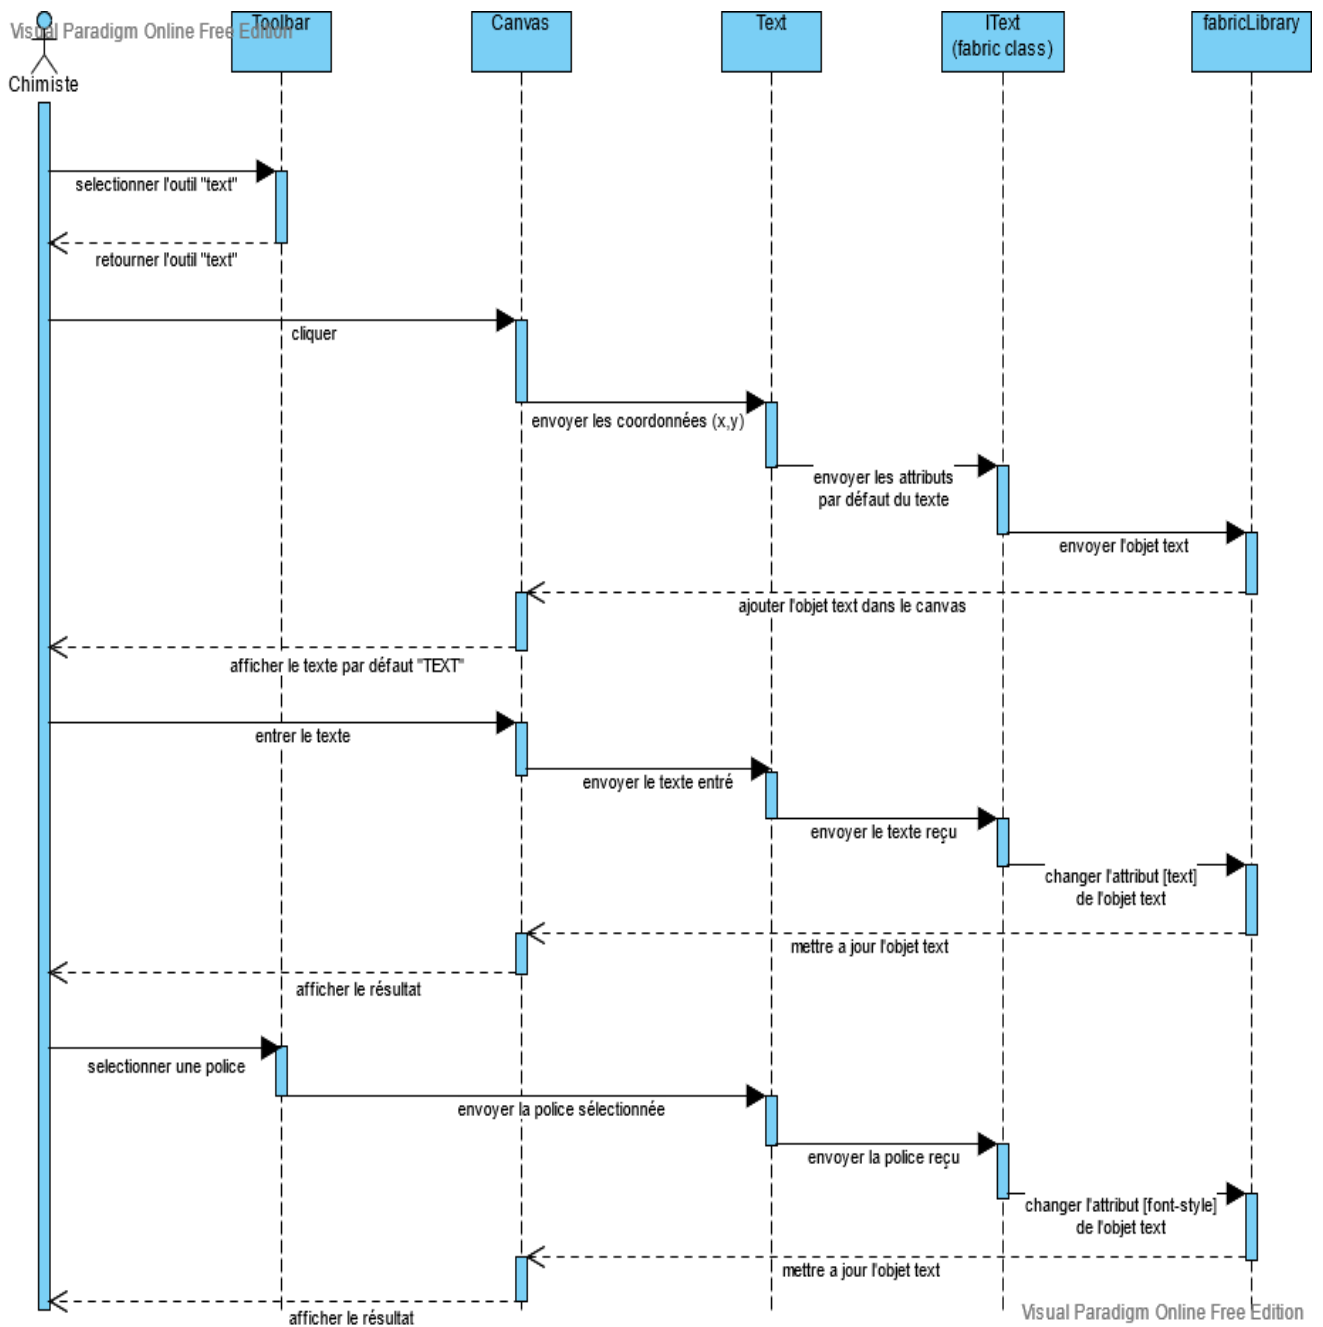 Visual Paradigm Online Free Edition
Toolbar
Canvas
Text
IText
(fabric class)
fabricLibrary
Chimiste
selectionner l'outil "text"
retourner l'outil "text"
cliquer
envoyer les coordonnées (x,y)
envoyer les attributs
par défaut du texte
envoyer l'objet text
ajouter l'objet text dans le canvas
afficher le texte par défaut "TEXT"
entrer le texte
envoyer le texte entré
envoyer le texte reçu
changer l'attribut [text]
de l'objet text
mettre a jour l'objet text
afficher le résultat
selectionner une police
envoyer la police sélectionnée
envoyer la police reçu
changer l'attribut [font-style]
de l'objet text
mettre a jour l'objet text
afficher le résultat
Visual Paradigm Online Free Edition